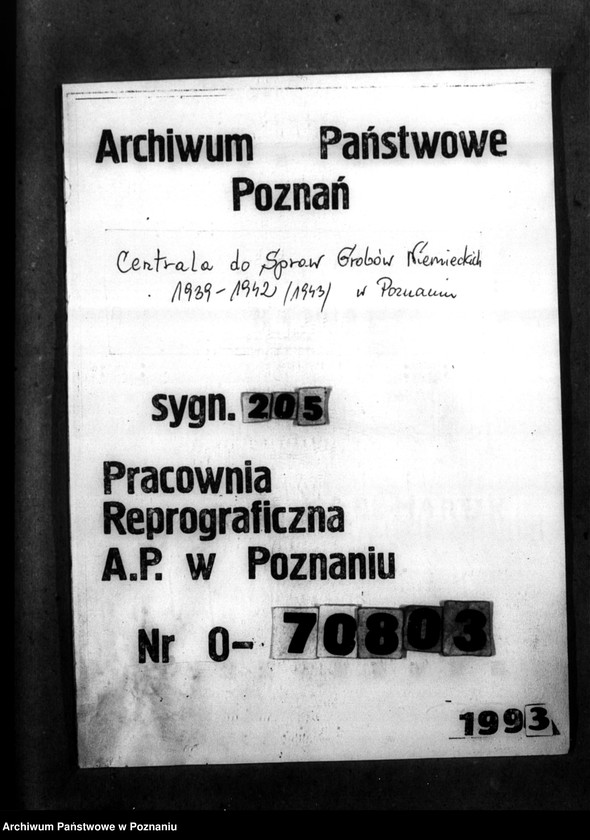 Archiwum Państwowe
Poznań
Centrala do Spraw Grobów Niemieckich
1939-1942/1943/ w Poznaniu
sygn. 205
Pracownia
Reprograficzna
A.P. w Poznaniu
Nr O-70803
1993
Archiwum Państwowe w Poznaniu